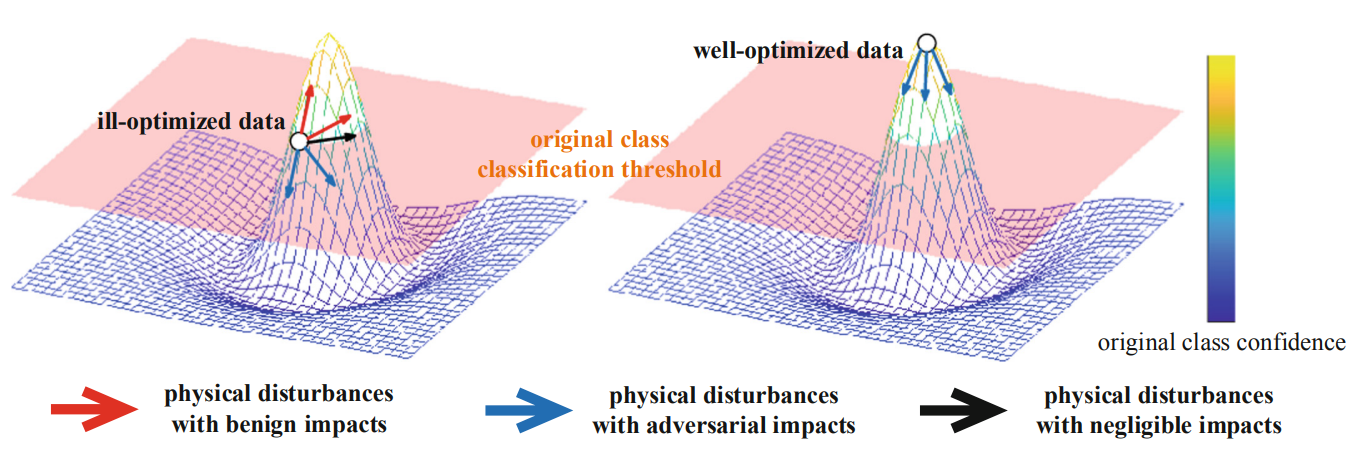 well-optimized data
ill-optimized data
original class
classification threshold
original class confidence
physical disturbances
with benign impacts
physical disturbances
with adversarial impacts
physical disturbances
with negligible impacts